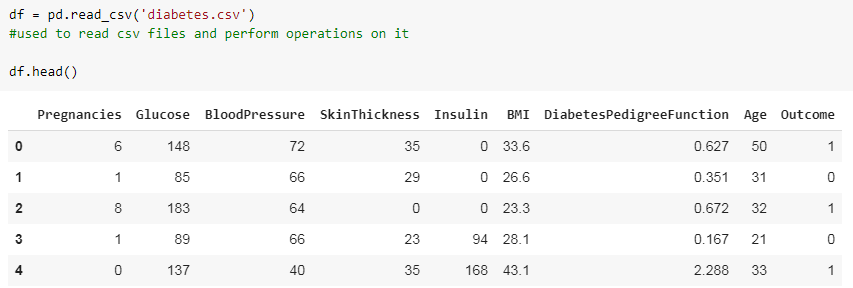 df = pd.read_csv('diabetes.csv')
#used to read csv files and perform operations on it
df.head()
Pregnancies Glucose BloodPressure SkinThickness Insulin BMI DiabetesPedigreeFunction Age Outcome
0 6 148 72 35 0 33.6 0.627 50 1
1 1 85 66 29 0 26.6 0.351 31 0
2 8 183 64 0 0 23.3 0.672 32 1
3 1 89 66 23 94 28.1 0.167 21 0
4 0 137 40 35 168 43.1 2.288 33 1